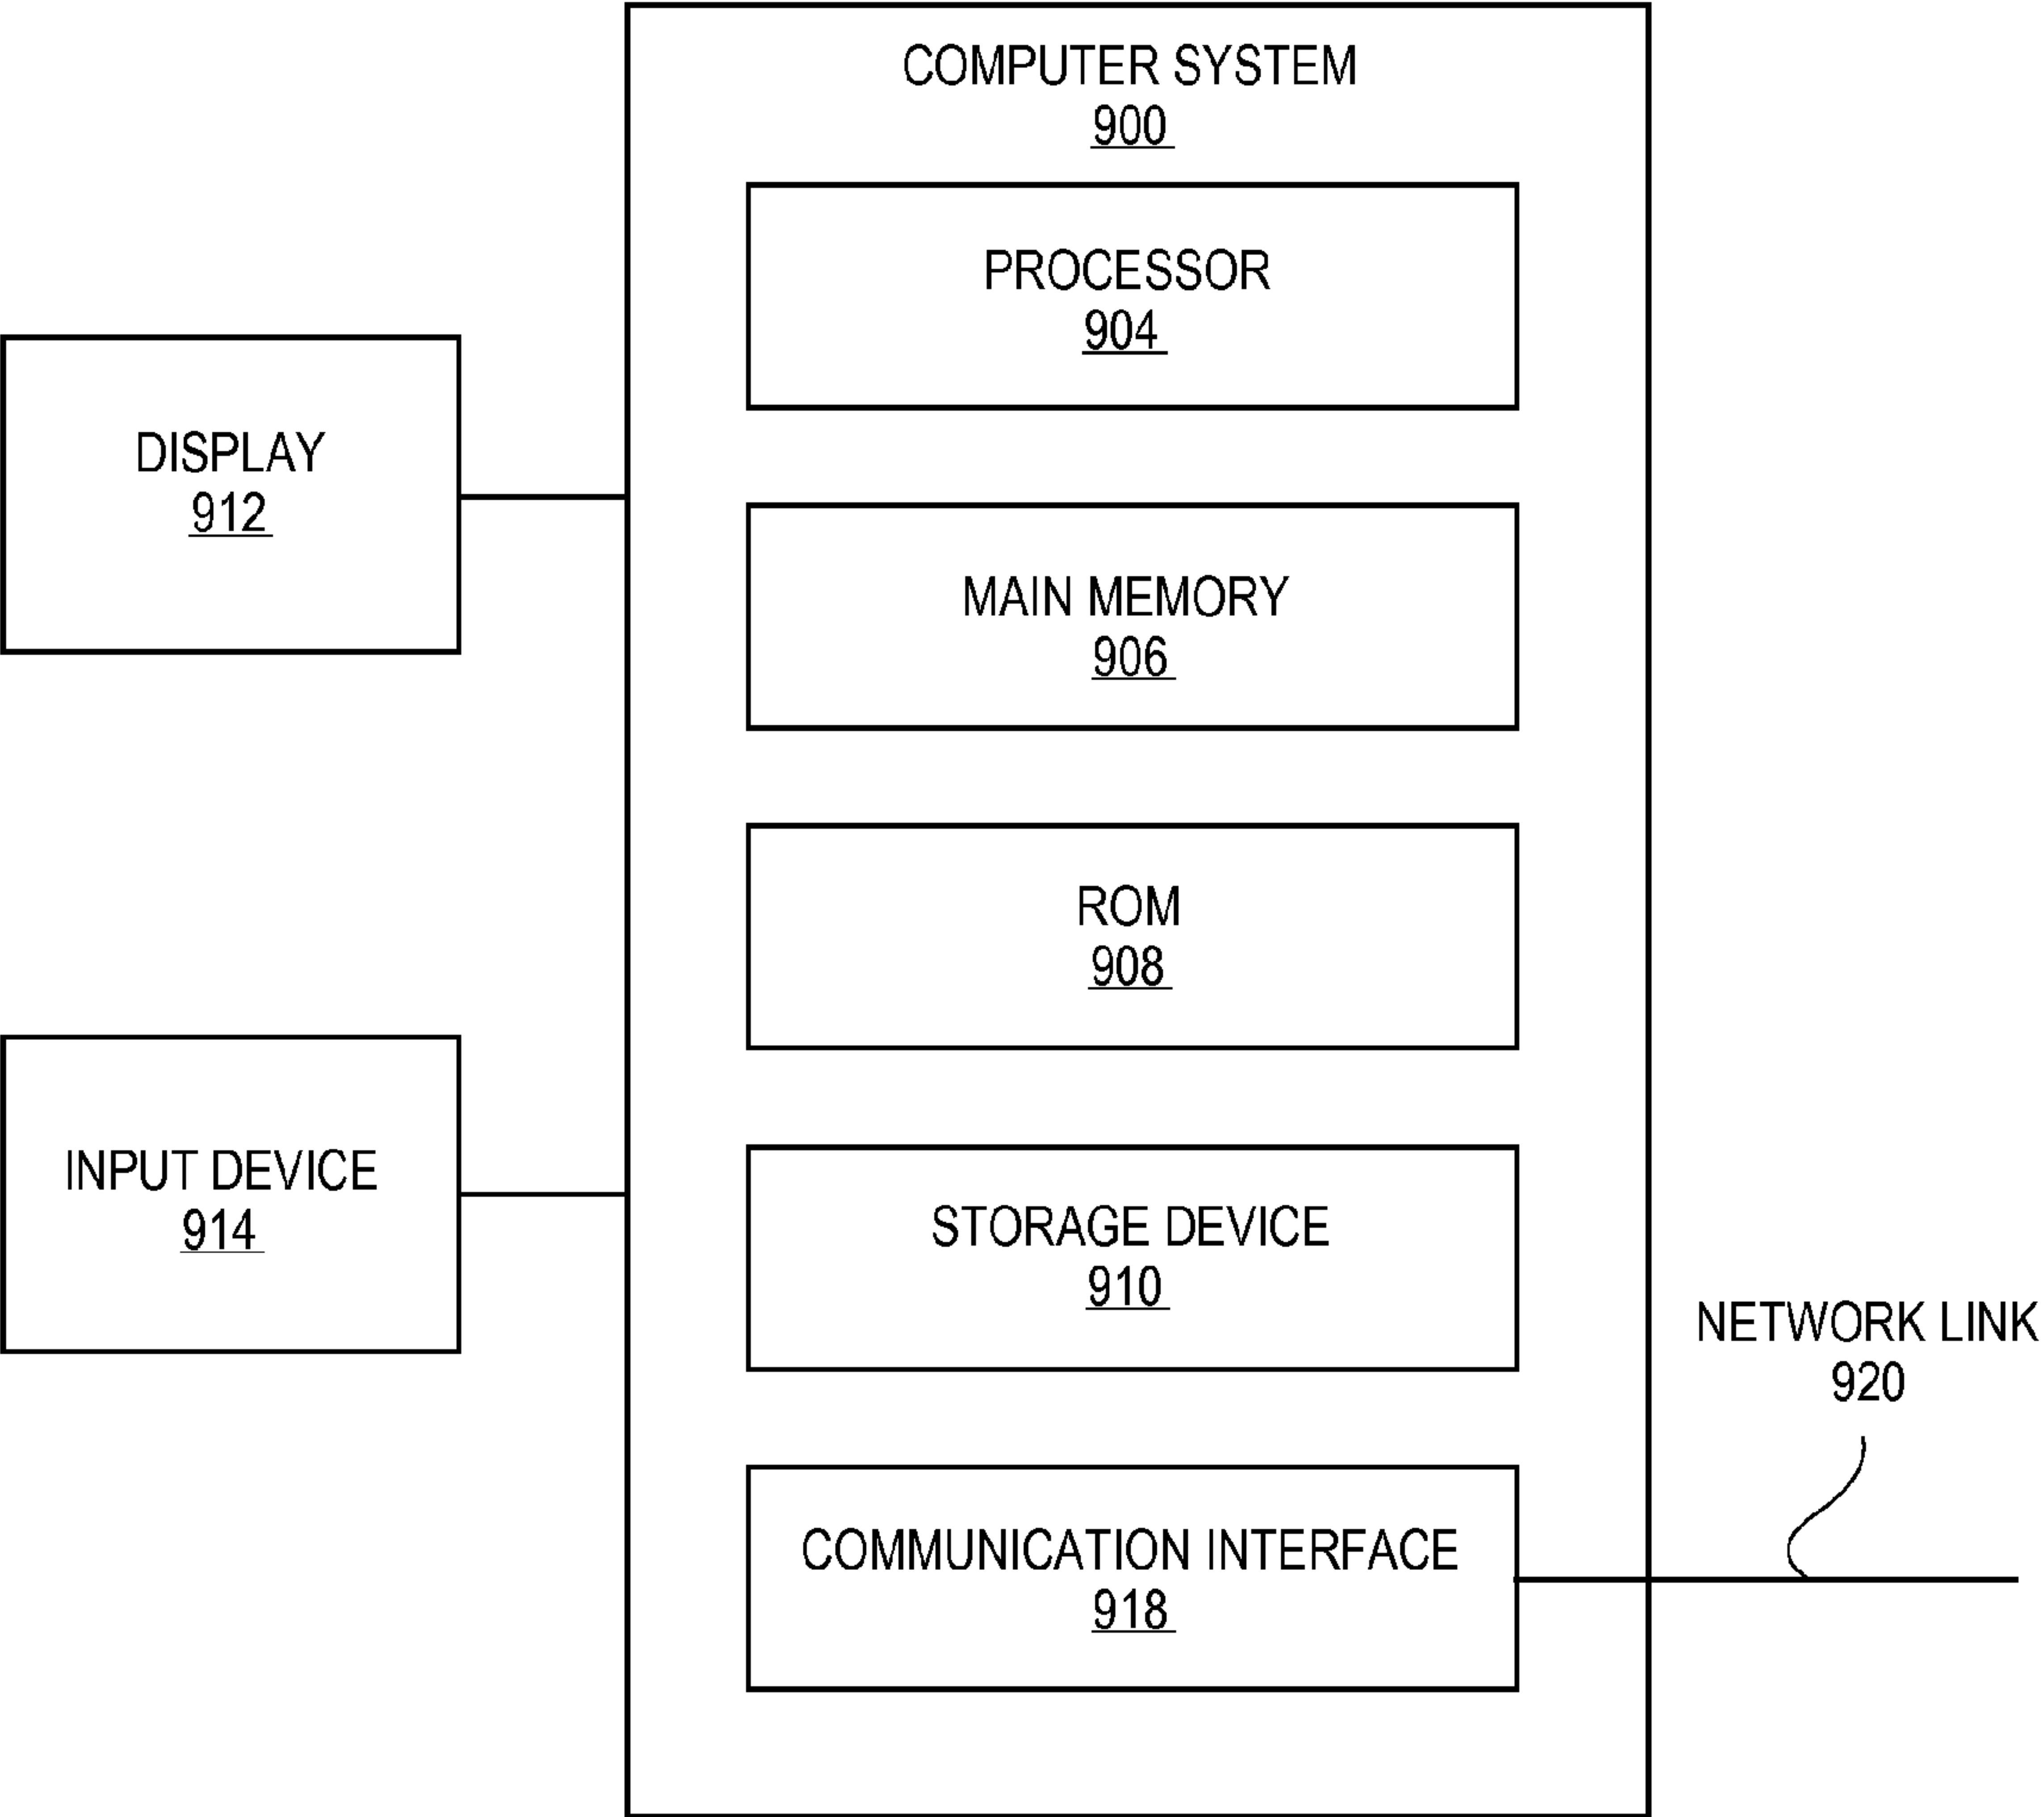 COMPUTER SYSTEM
900
PROCESSOR
904
DISPLAY
912
MAIN MEMORY
906
ROM
908
INPUT DEVICE
914
STORAGE DEVICE
910
NETWORK LINK
920
COMMUNICATION INTERFACE
918